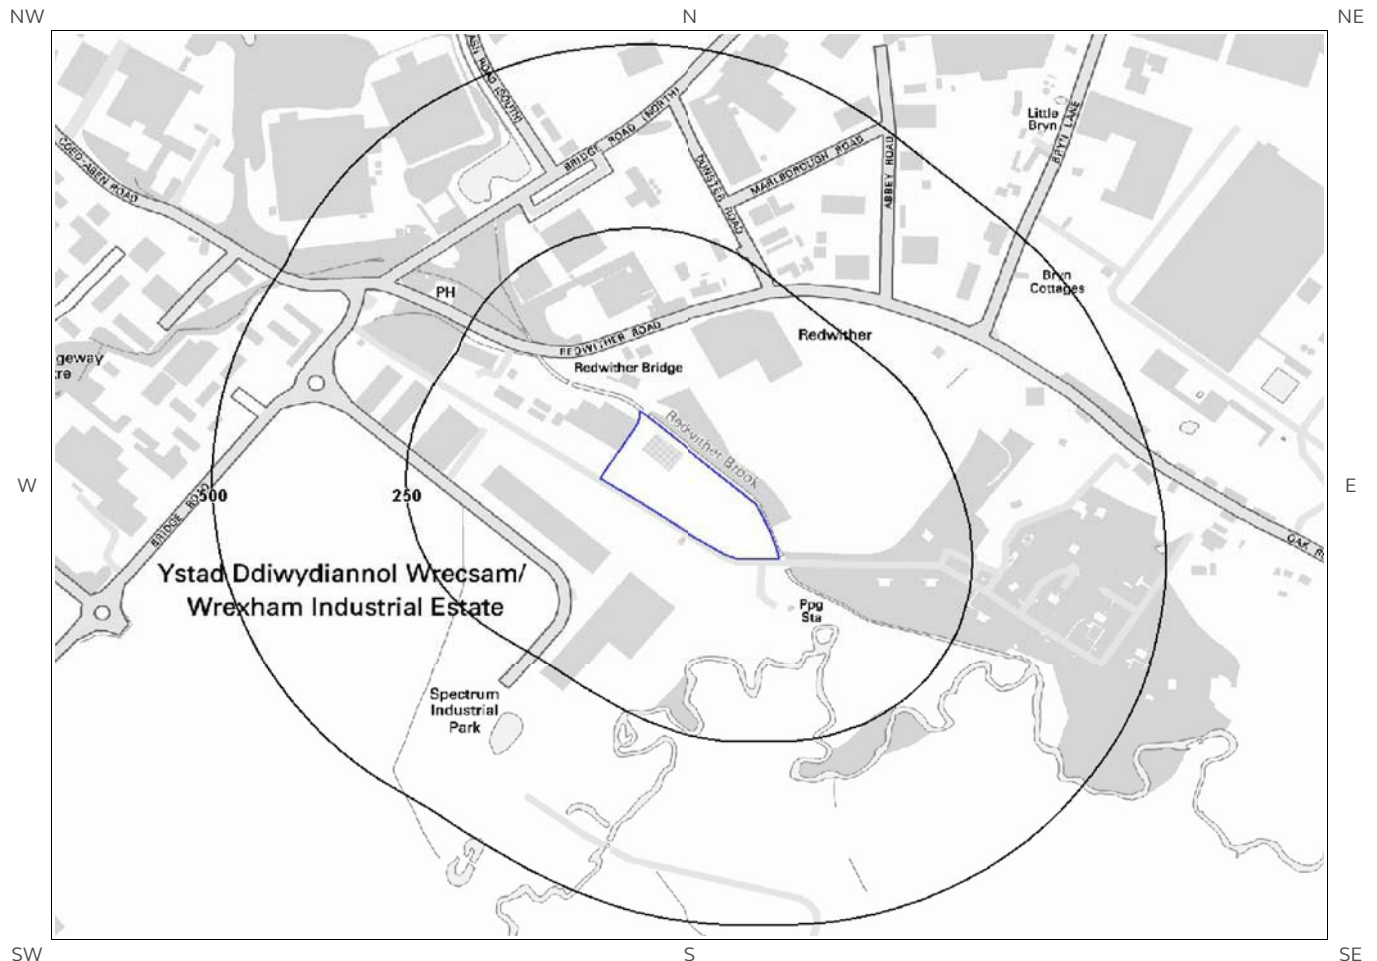 NW
N
NE
COED-ABEN ROAD
ROAD (SOUTH)
BRIDGE ROAD (NORTH)
DUNSTER ROAD
MARLBOROUGH ROAD
ABBEY ROAD
Little
Bryn
BRYN LANE
Bryn
Cottages
PH
REDWITHER ROAD
Redwither
Redwither Bridge
geway
tre
Redwither Brook
W
500
250
E
BRIDGE ROAD
OAK R
Ystad Ddiwydiannol Wrecsam/
Wrexham Industrial Estate
Ppg
Sta
Spectrum
Industrial
Park
SW
S
SE